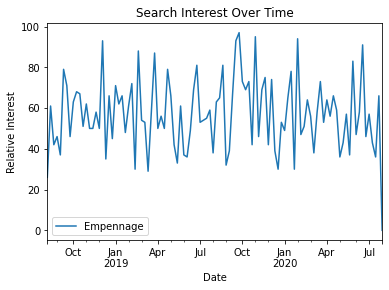 Search Interest Over Time
Relative Interest
100
80
60
40
20
0
Empennage
Oct Jan Apr Jul Oct Jan Apr Jul
2019 2020
Date